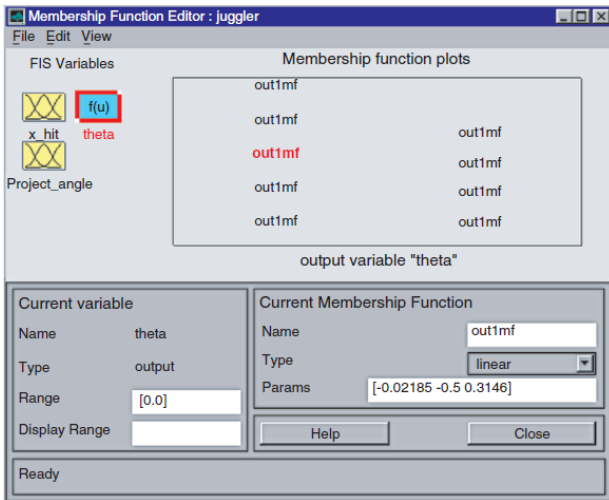 Membership Function Editor : juggler
File Edit View
FIS Variables
f(u)
x_hit theta
Project_angle
Membership function plots
out1mf
out1mf
out1mf
out1mf
out1mf
out1mf
out1mf
out1mf
out1mf
output variable "theta"
Current variable
Name theta
Type output
Range [0.0]
Display Range
Current Membership Function
Name out1mf
Type linear
Params [-0.02185 -0.5 0.3146]
Help Close
Ready